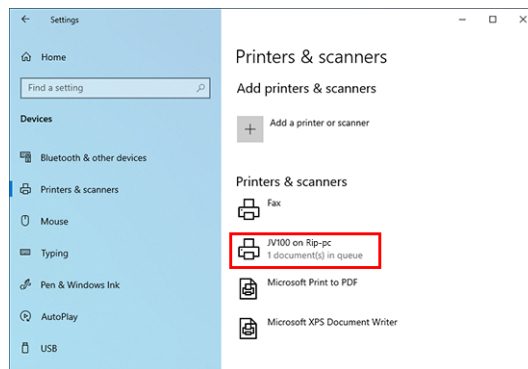 Settings
Home
Find a setting
Devices
Bluetooth & other devices
Printers & scanners
Mouse
Typing
Pen & Windows Ink
AutoPlay
USB
Printers & scanners
Add printers & scanners
Add a printer or scanner
Printers & scanners
Fax
JV100 on Rip-pc
1 document(s) in queue
Microsoft Print to PDF
Microsoft XPS Document Writer